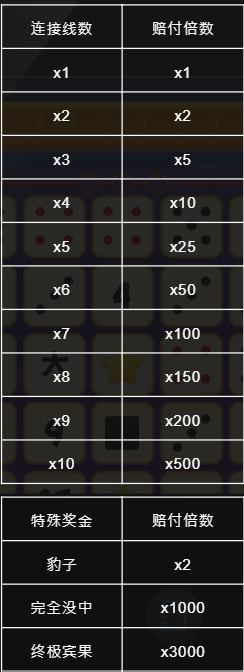 连接线数 赔付倍数
x1 x1
x2 x2
x3 x5
x4 x10
x5 x25
x6 x50
x7 x100
x8 x150
x9 x200
x10 x500
特殊奖金 赔付倍数
豹子 x2
完全没中 x1000
终极宾果 x3000